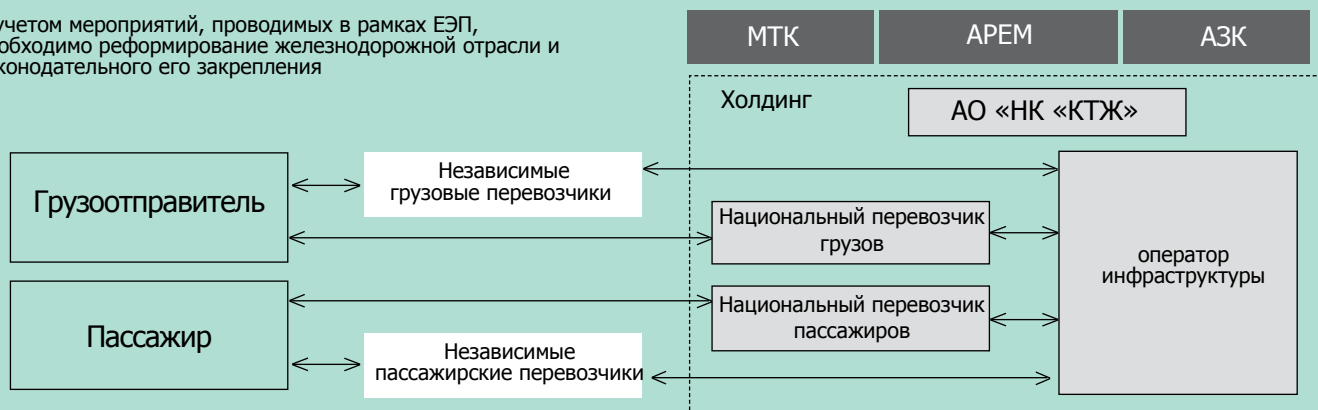 учетом мероприятий, проводимых в рамках ЕЭП,
обходимо реформирование железнодорожной отрасли и
конодательного его закрепления
МТК
АРЕМ
АЗК
Холдинг
АО «НК «КТЖ»
Грузоотправитель
Независимые
грузовые перевозчики
Национальный перевозчик
грузов
оператор
инфраструктуры
Пассажир
Национальный перевозчик
пассажиров
Независимые
пассажирские перевозчики